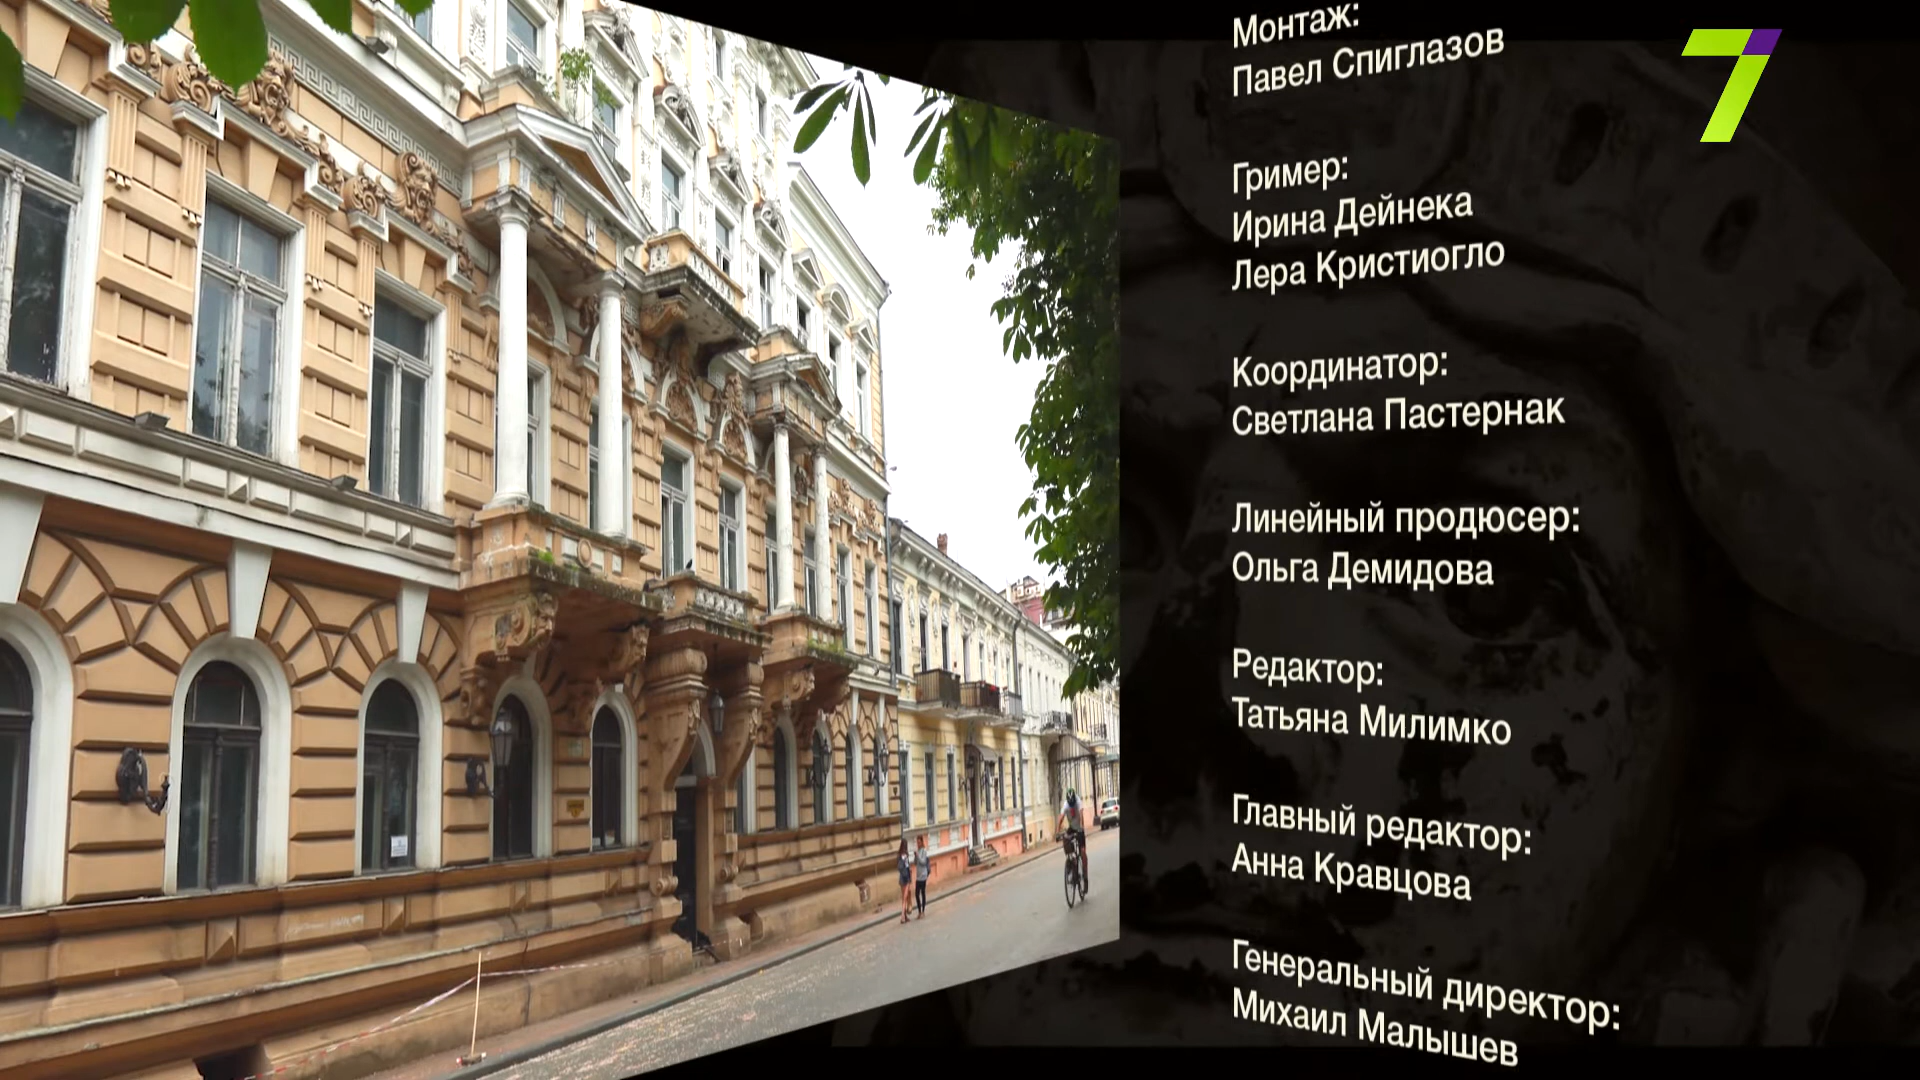 7
Монтаж:
Павел Спиглазов
Гример:
Ирина Дейнека
Лера Кристиогло
Координатор:
Светлана Пастернак
Линейный продюсер:
Ольга Демидова
Редактор:
Татьяна Милимко
Главный редактор:
Анна Кравцова
Генеральный директор:
Михаил Малышев